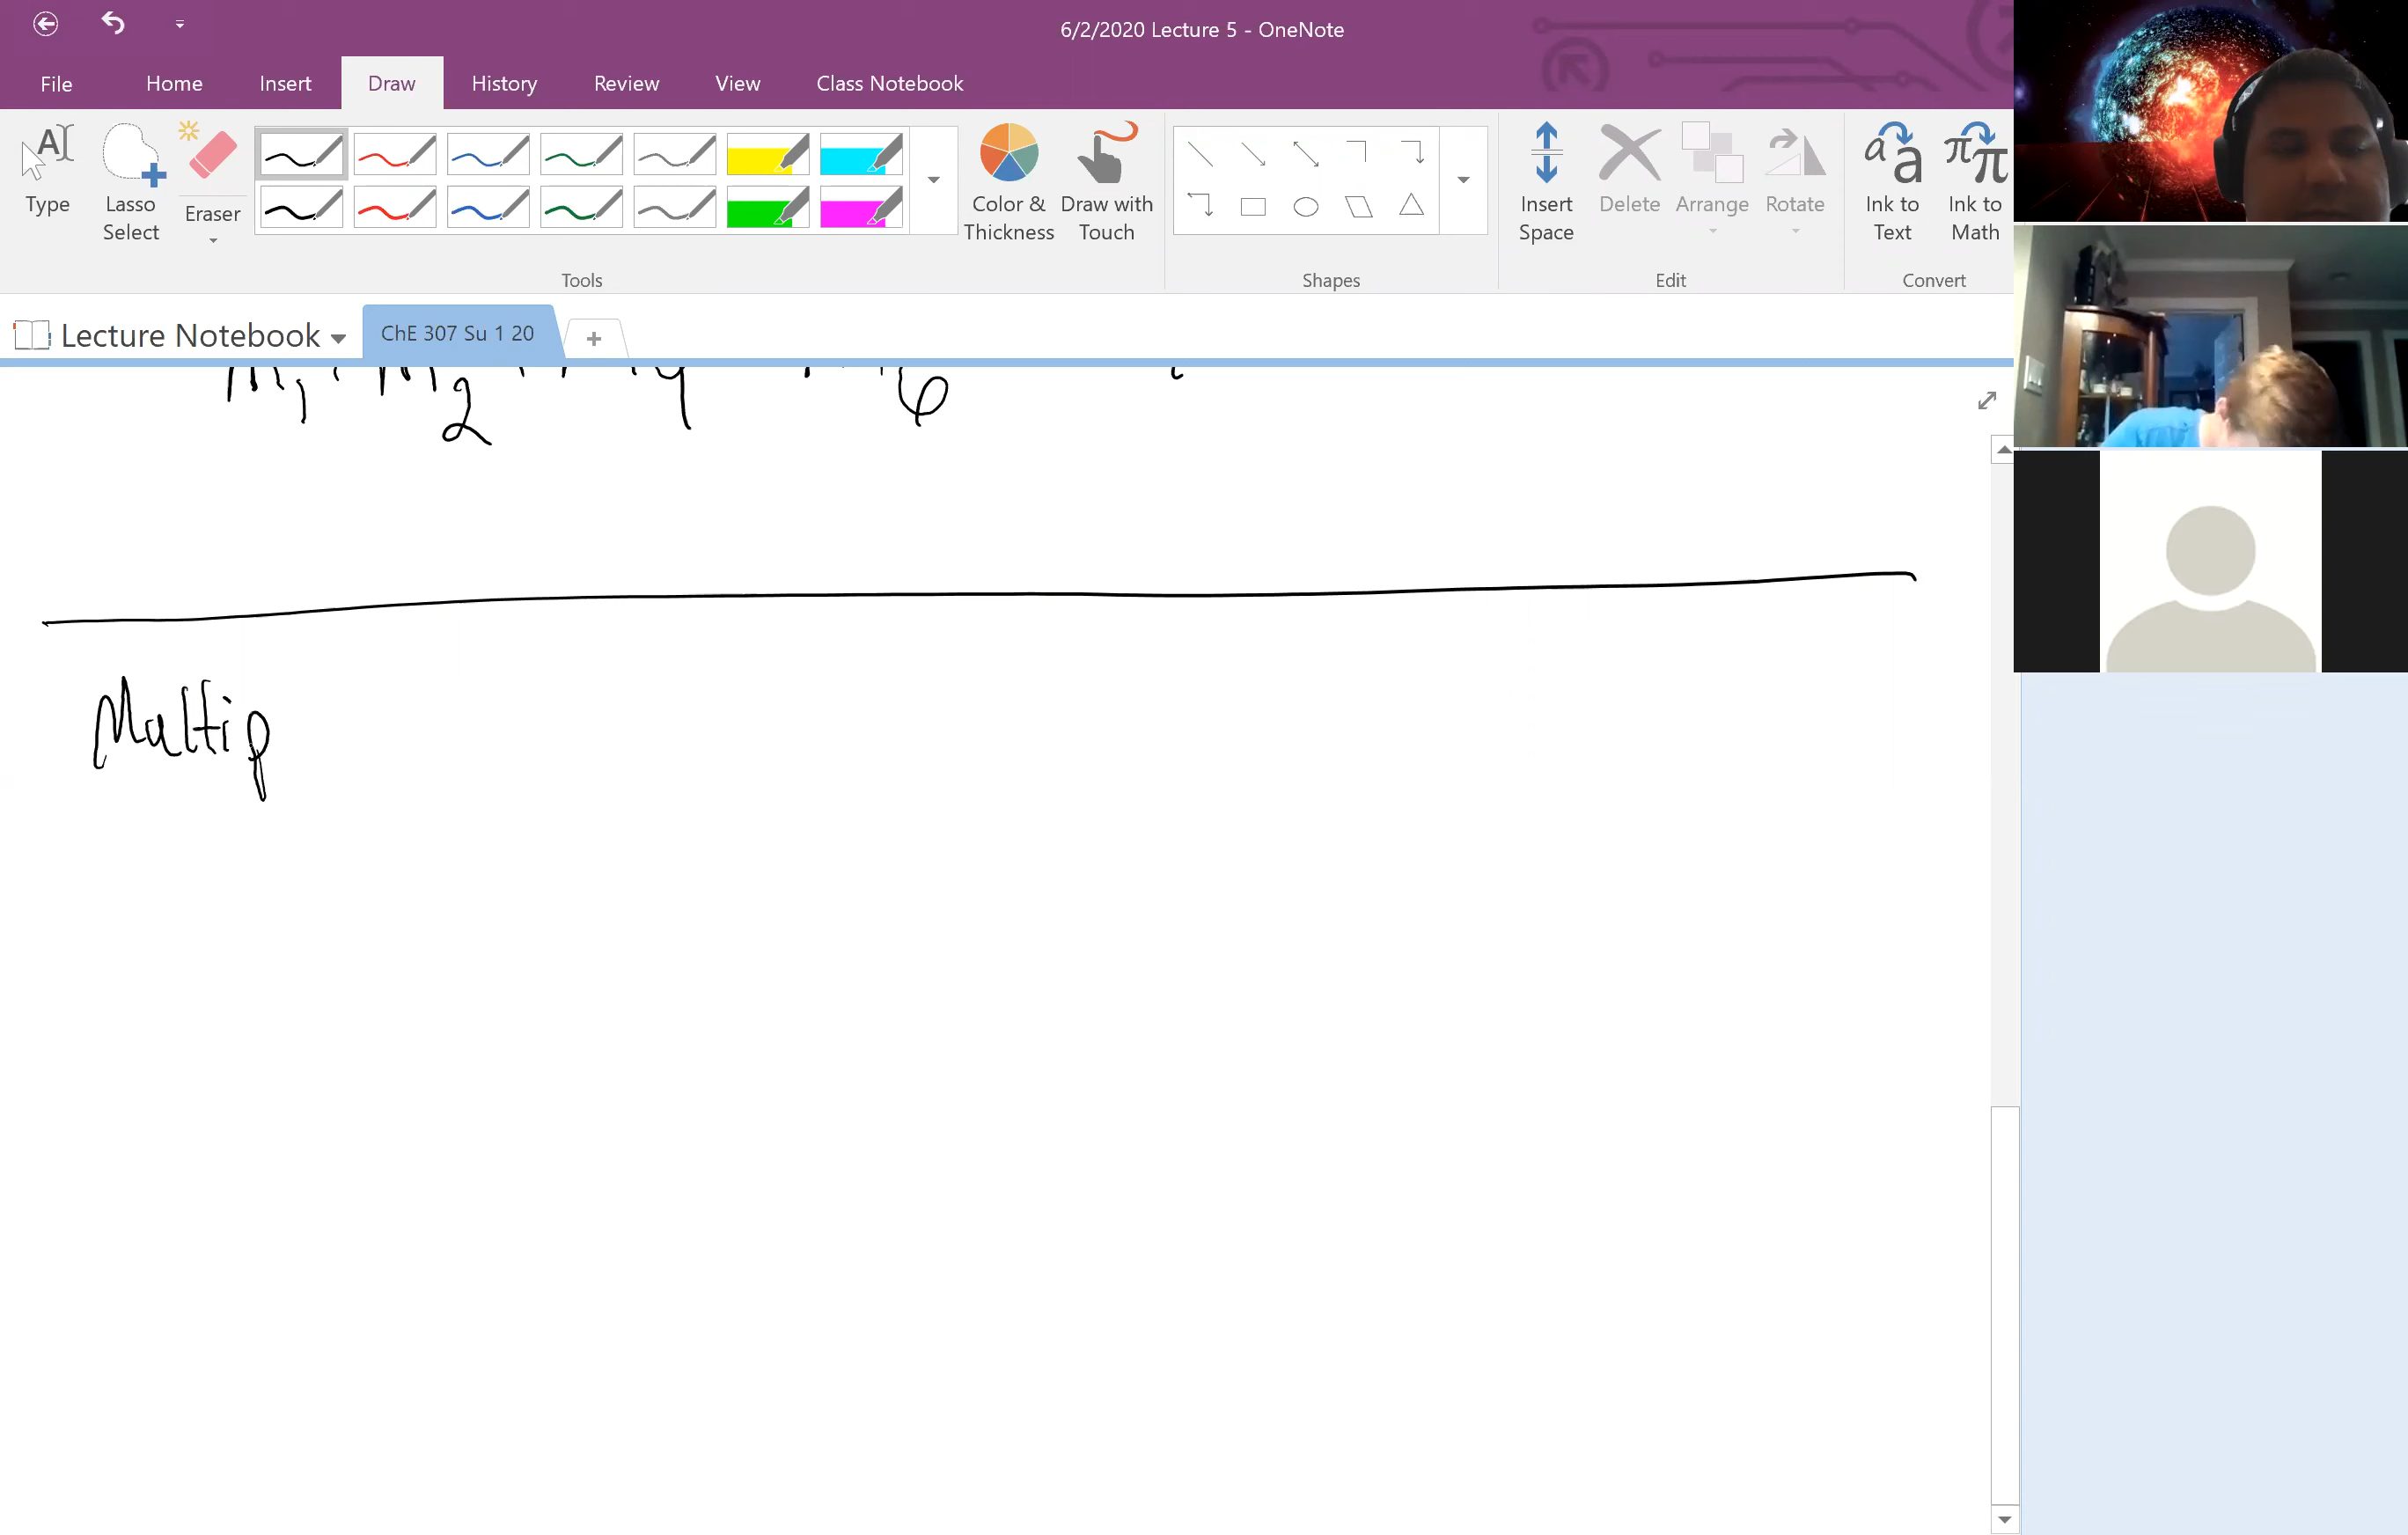 6/2/2020 Lecture 5 - OneNote
File Home Insert Draw History Review View Class Notebook
Type
Lasso Select
Eraser
Color & Thickness
Draw with Touch
Insert Space
Delete
Arrange
Rotate
Ink to Text
Ink to Math
Tools Shapes Edit Convert
Lecture Notebook ChE 307 Su 1 20 +
Multip